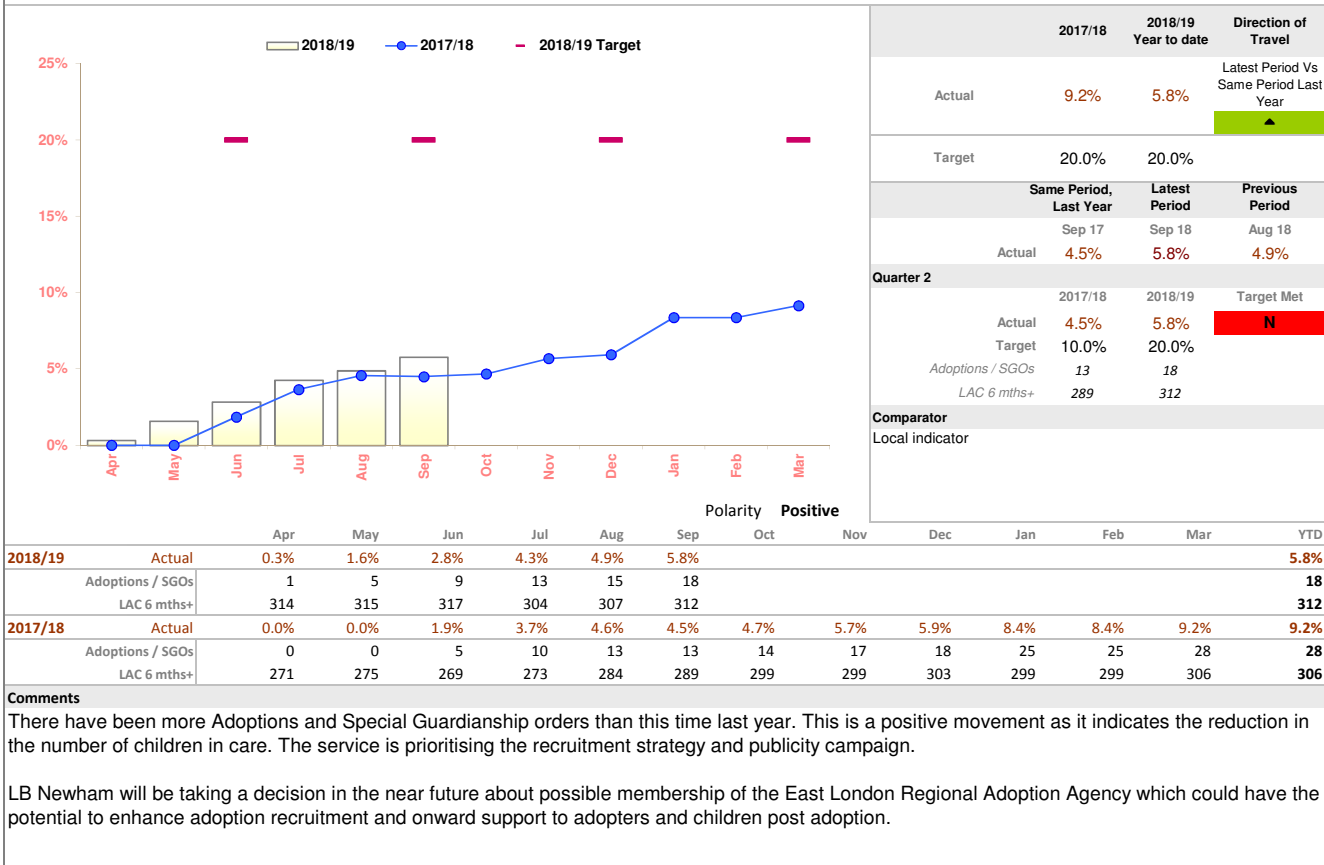 2018/19 2017/18 2018/19 Target
25%
20%
15%
10%
5%
0%
Apr May Jun Jul Aug Sep Oct Nov Dec Jan Feb Mar
Polarity Positive
2017/18 2018/19 Year to date Direction of Travel
Actual 9.2% 5.8% Latest Period Vs Same Period Last Year
Target 20.0% 20.0%
Same Period, Last Year Latest Period Previous Period
Sep 17 Sep 18 Aug 18
Actual 4.5% 5.8% 4.9%
Quarter 2
2017/18 2018/19 Target Met
Actual 4.5% 5.8% N
Target 10.0% 20.0%
Adoptions / SGOs 13 18
LAC 6 mths+ 289 312
Comparator
Local indicator
Apr May Jun Jul Aug Sep Oct Nov Dec Jan Feb Mar YTD
2018/19 Actual 0.3% 1.6% 2.8% 4.3% 4.9% 5.8% 5.8%
Adoptions / SGOs 1 5 9 13 15 18 18
LAC 6 mths+ 314 315 317 304 307 312 312
2017/18 Actual 0.0% 0.0% 1.9% 3.7% 4.6% 4.5% 4.7% 5.7% 5.9% 8.4% 8.4% 9.2% 9.2%
Adoptions / SGOs 0 0 5 10 13 13 14 17 18 25 25 28 28
LAC 6 mths+ 271 275 269 273 284 289 299 299 303 299 299 306 306
Comments
There have been more Adoptions and Special Guardianship orders than this time last year. This is a positive movement as it indicates the reduction in
the number of children in care. The service is prioritising the recruitment strategy and publicity campaign.
LB Newham will be taking a decision in the near future about possible membership of the East London Regional Adoption Agency which could have the
potential to enhance adoption recruitment and onward support to adopters and children post adoption.